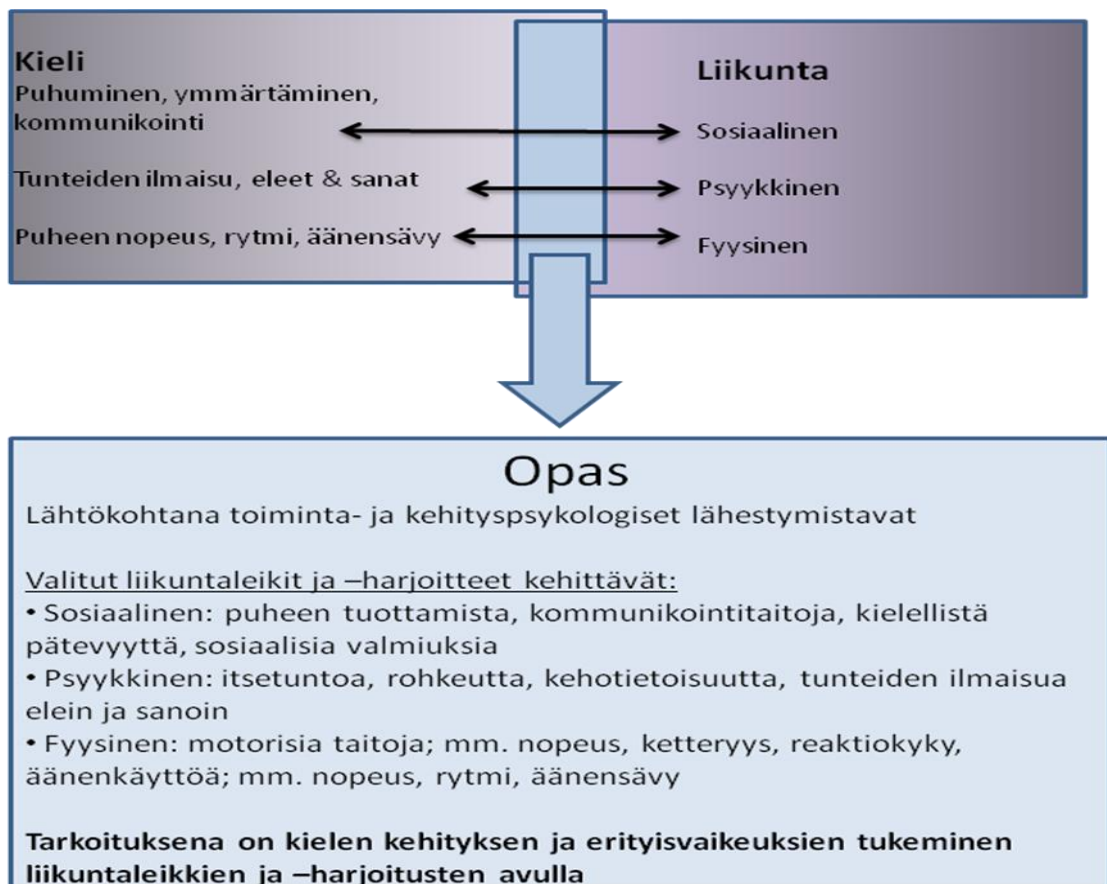 Kieli
Puhuminen, ymmärtäminen,
kommunikointi
Tunteiden ilmaisu, eleet & sanat
Puheen nopeus, rytmi, äänensävy
Liikunta
Sosiaalinen
Psyykkinen
Fyysinen
Opas
Lähtökohtana toiminta- ja kehityspsykologiset lähestymistavat
Valitut liikuntaleikit ja –harjoitteet kehittävät:
• Sosiaalinen: puheen tuottamista, kommunikointitaitoja, kielellistä
pätevyyttä, sosiaalisia valmiuksia
• Psyykkinen: itsetuntoa, rohkeutta, kehotietoisuutta, tunteiden ilmaisua
elein ja sanoin
• Fyysinen: motorisia taitoja; mm. nopeus, ketteryys, reaktiokyky,
äänenkäyttöä; mm. nopeus, rytmi, äänensävy
Tarkoituksena on kielen kehityksen ja erityisvaikeuksien tukeminen
liikuntaleikkien ja –harjoitusten avulla